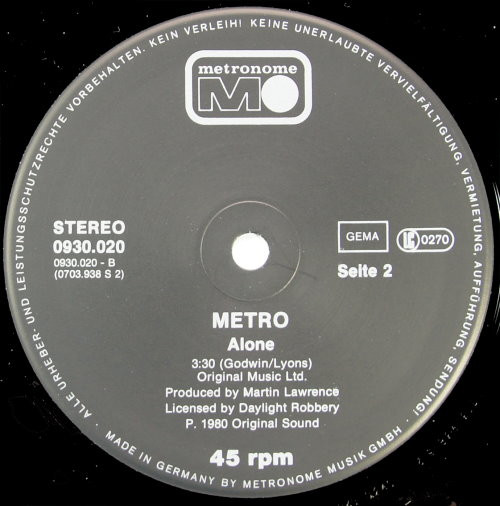 ALLE URHEBER- UND LEISTUNGSSCHUTZRECHTE VORBEHALTEN. KEIN VERLEIH! KEINE UNERLAUBTE VERVIELFÄLTIGUNG, VERMIETUNG, AUFFÜHRUNG, SENDUNG!
metronome
M
STEREO
0930.020
0930.020 - B
(0703.938 S 2)
GEMA
LC 0270
Seite 2
METRO
Alone
3:30 (Godwin/Lyons)
Original Music Ltd.
Produced by Martin Lawrence
Licensed by Daylight Robbery
P. 1980 Original Sound
45 rpm
· MADE IN GERMANY BY METRONOME MUSIK GMBH ·